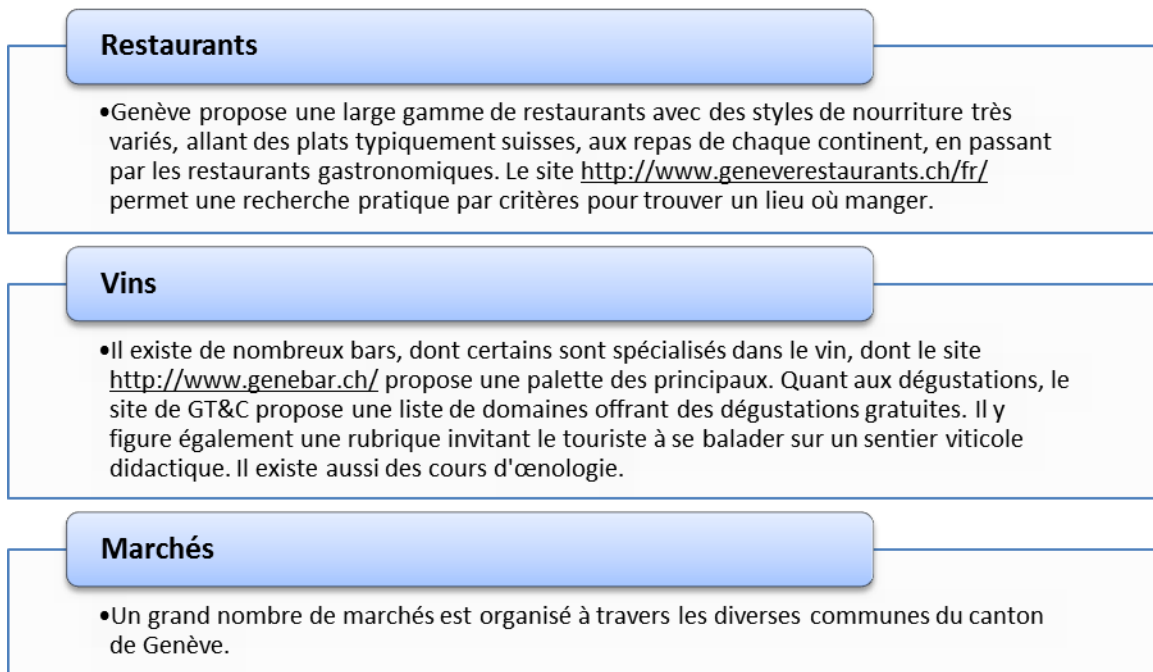 Restaurants
•Genève propose une large gamme de restaurants avec des styles de nourriture très
variés, allant des plats typiquement suisses, aux repas de chaque continent, en passant
par les restaurants gastronomiques. Le site http://www.geneverestaurants.ch/fr/
permet une recherche pratique par critères pour trouver un lieu où manger.
Vins
•Il existe de nombreux bars, dont certains sont spécialisés dans le vin, dont le site
http://www.genebar.ch/ propose une palette des principaux. Quant aux dégustations, le
site de GT&C propose une liste de domaines offrant des dégustations gratuites. Il y
figure également une rubrique invitant le touriste à se balader sur un sentier viticole
didactique. Il existe aussi des cours d'œnologie.
Marchés
•Un grand nombre de marchés est organisé à travers les diverses communes du canton
de Genève.